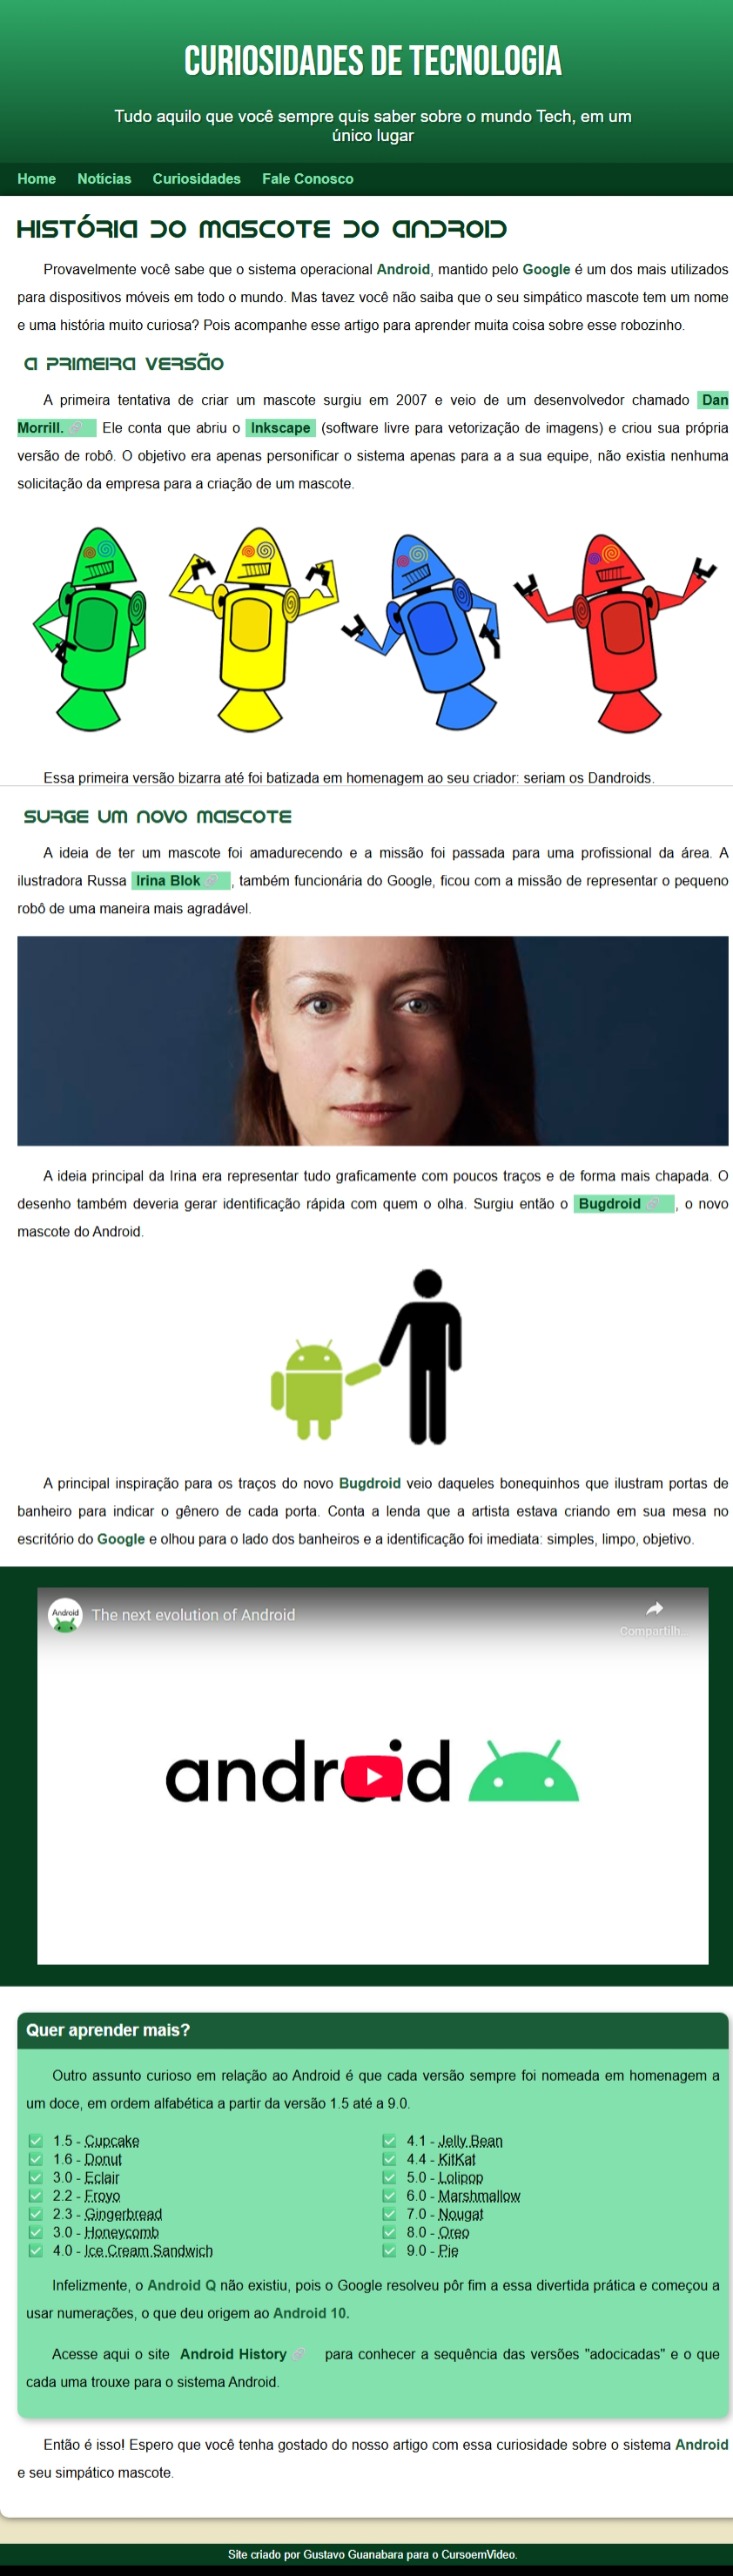 CURIOSIDADES DE TECNOLOGIA
Tudo aquilo que você sempre quis saber sobre o mundo Tech, em um
único lugar
Home Notícias Curiosidades Fale Conosco
História do Mascote do Android
Provavelmente você sabe que o sistema operacional Android, mantido pelo Google é um dos mais utilizados
para dispositivos móveis em todo o mundo. Mas tavez você não saiba que o seu simpático mascote tem um nome
e uma história muito curiosa? Pois acompanhe esse artigo para aprender muita coisa sobre esse robozinho.
A primeira versão
A primeira tentativa de criar um mascote surgiu em 2007 e veio de um desenvolvedor chamado Dan
Morrill. Ele conta que abriu o Inkscape (software livre para vetorização de imagens) e criou sua própria
versão de robô. O objetivo era apenas personificar o sistema apenas para a a sua equipe, não existia nenhuma
solicitação da empresa para a criação de um mascote.
Essa primeira versão bizarra até foi batizada em homenagem ao seu criador: seriam os Dandroids.
Surge um novo mascote
A ideia de ter um mascote foi amadurecendo e a missão foi passada para uma profissional da área. A
ilustradora Russa Irina Blok , também funcionária do Google, ficou com a missão de representar o pequeno
robô de uma maneira mais agradável.
A ideia principal da Irina era representar tudo graficamente com poucos traços e de forma mais chapada. O
desenho também deveria gerar identificação rápida com quem o olha. Surgiu então o Bugdroid , o novo
mascote do Android.
A principal inspiração para os traços do novo Bugdroid veio daqueles bonequinhos que ilustram portas de
banheiro para indicar o gênero de cada porta. Conta a lenda que a artista estava criando em sua mesa no
escritório do Google e olhou para o lado dos banheiros e a identificação foi imediata: simples, limpo, objetivo.
Android The next evolution of Android
Compartilh...
android
Quer aprender mais?
Outro assunto curioso em relação ao Android é que cada versão sempre foi nomeada em homenagem a
um doce, em ordem alfabética a partir da versão 1.5 até a 9.0.
1.5 - Cupcake
1.6 - Donut
3.0 - Eclair
2.2 - Froyo
2.3 - Gingerbread
3.0 - Honeycomb
4.0 - Ice Cream Sandwich
4.1 - Jelly Bean
4.4 - KitKat
5.0 - Lolipop
6.0 - Marshmallow
7.0 - Nougat
8.0 - Oreo
9.0 - Pie
Infelizmente, o Android Q não existiu, pois o Google resolveu pôr fim a essa divertida prática e começou a
usar numerações, o que deu origem ao Android 10.
Acesse aqui o site Android History para conhecer a sequência das versões "adocicadas" e o que
cada uma trouxe para o sistema Android.
Então é isso! Espero que você tenha gostado do nosso artigo com essa curiosidade sobre o sistema Android
e seu simpático mascote.
Site criado por Gustavo Guanabara para o CursoemVideo.